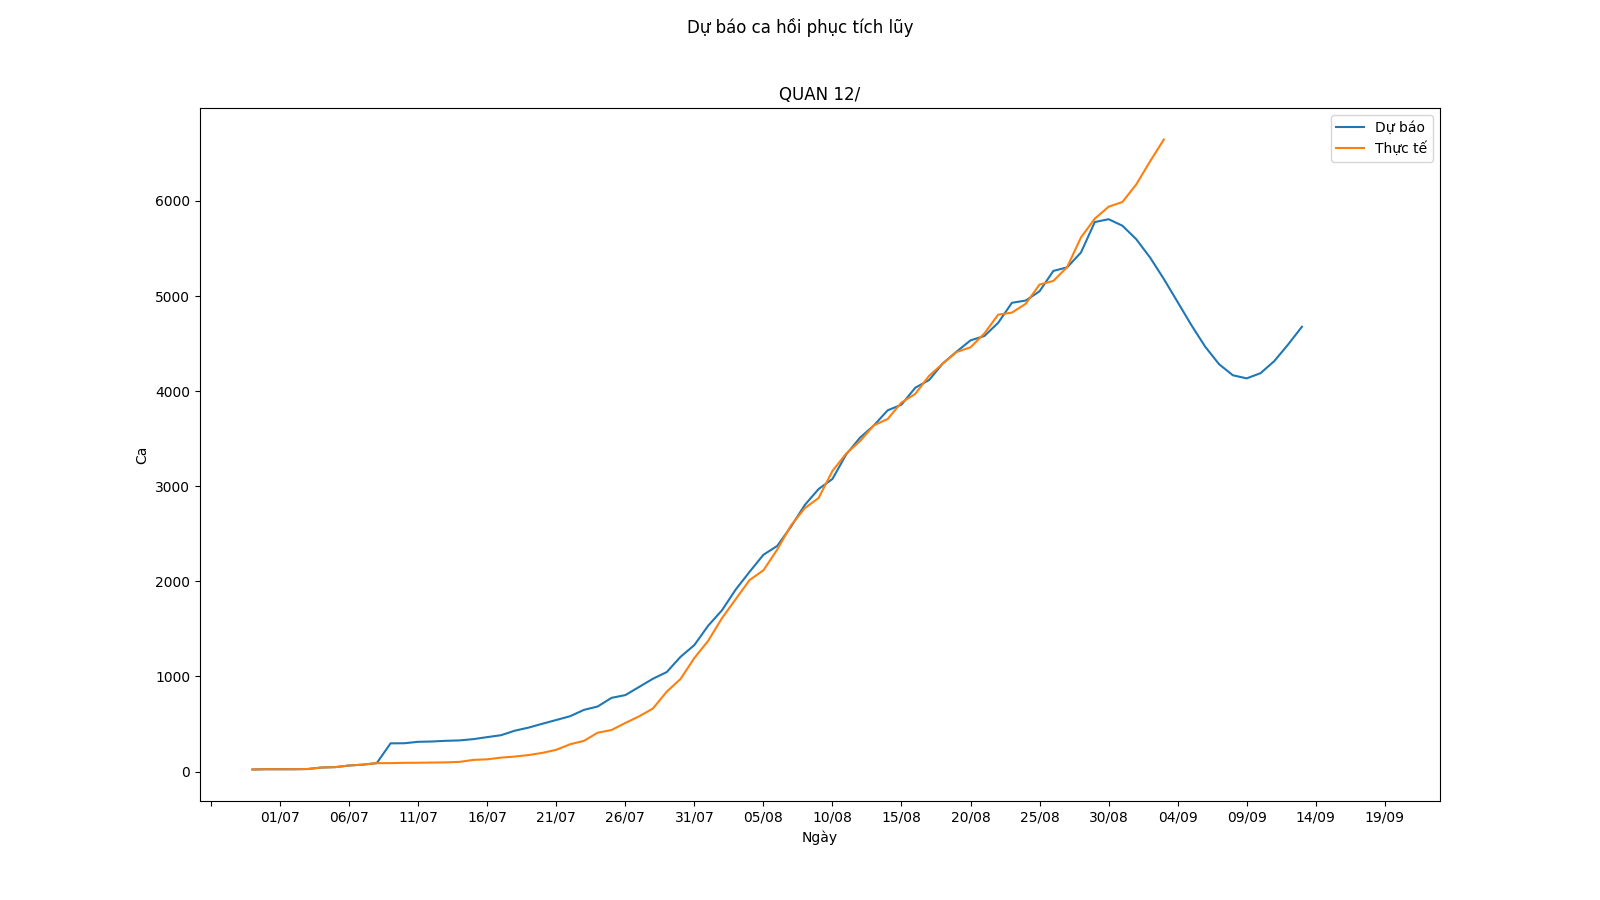 Dự báo ca hồi phục tích lũy
QUAN 12/
Dự báo
Thực tế
6000
5000
4000
3000
2000
1000
0
Ca
01/07 06/07 11/07 16/07 21/07 26/07 31/07 05/08 10/08 15/08 20/08 25/08 30/08 04/09 09/09 14/09 19/09
Ngày